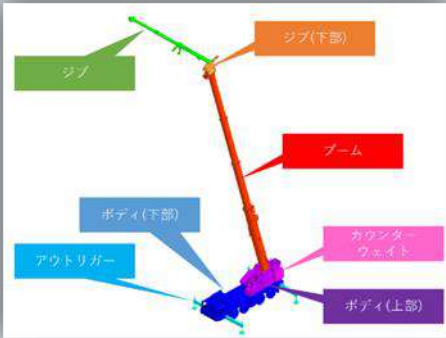 ジブ(下部)
ジブ
ブーム
ボディ(下部)
カウンター
ウェイト
アウトリガー
ボディ(上部)